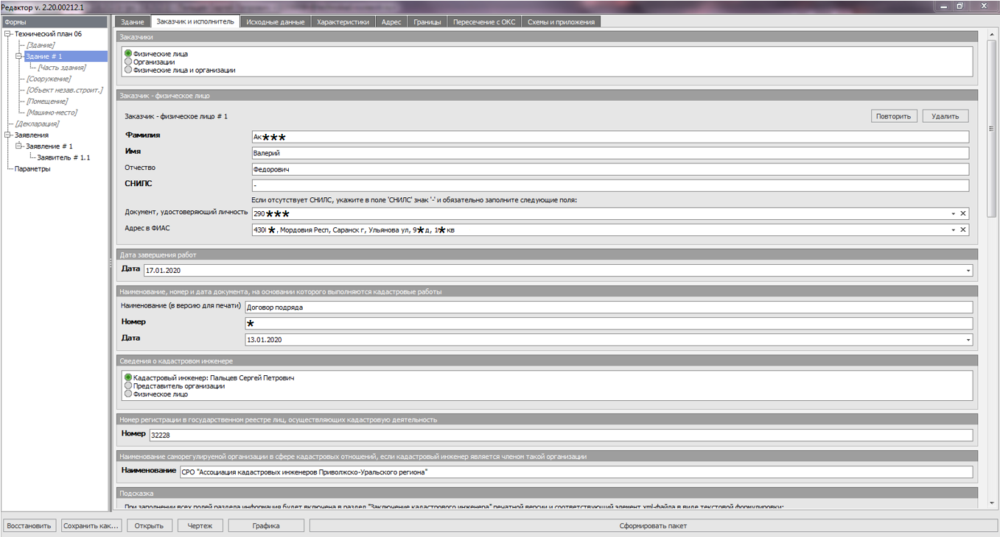 Редактор v. 2.20.00212.1
Формы
Технический план 06
[Здание]
Здание # 1
[Часть здания]
[Сооружение]
[Объект незав.строит.]
[Помещение]
[Машино-место]
[Декларация]
Заявления
Заявление # 1
Заявитель # 1.1
Параметры
Здание Заказчик и исполнитель Исходные данные Характеристики Адрес Границы Пересечение с ОКС Схемы и приложения
Заказчики
Физические лица
Организации
Физические лица и организации
Заказчик - физическое лицо
Заказчик - физическое лицо # 1 Повторить Удалить
Фамилия Ак***
Имя Валерий
Отчество Федорович
СНИЛС -
Если отсутствует СНИЛС, укажите в поле 'СНИЛС' знак '-' и обязательно заполните следующие поля:
Документ, удостоверяющий личность 290***
Адрес в ФИАС 430*, Мордовия Респ, Саранск г, Ульянова ул, 9*д, 1*кв
Дата завершения работ
Дата 17.01.2020
Наименование, номер и дата документа, на основании которого выполняются кадастровые работы
Наименование (в версию для печати) Договор подряда
Номер *
Дата 13.01.2020
Сведения о кадастровом инженере
Кадастровый инженер: Пальцев Сергей Петрович
Представитель организации
Физическое лицо
Номер регистрации в государственном реестре лиц, осуществляющих кадастровую деятельность
Номер 32228
Наименование саморегулируемой организации в сфере кадастровых отношений, если кадастровый инженер является членом такой организации
Наименование СРО "Ассоциация кадастровых инженеров Приволжско-Уральского региона"
Подсказка
При заполнении всех полей раздела информация будет включена в раздел "Заключение кадастрового инженера" печатной версии и соответствующий элемент xml-файла в виде текстовой формулировки:
Восстановить Сохранить как... Открыть Чертеж Графика Сформировать пакет